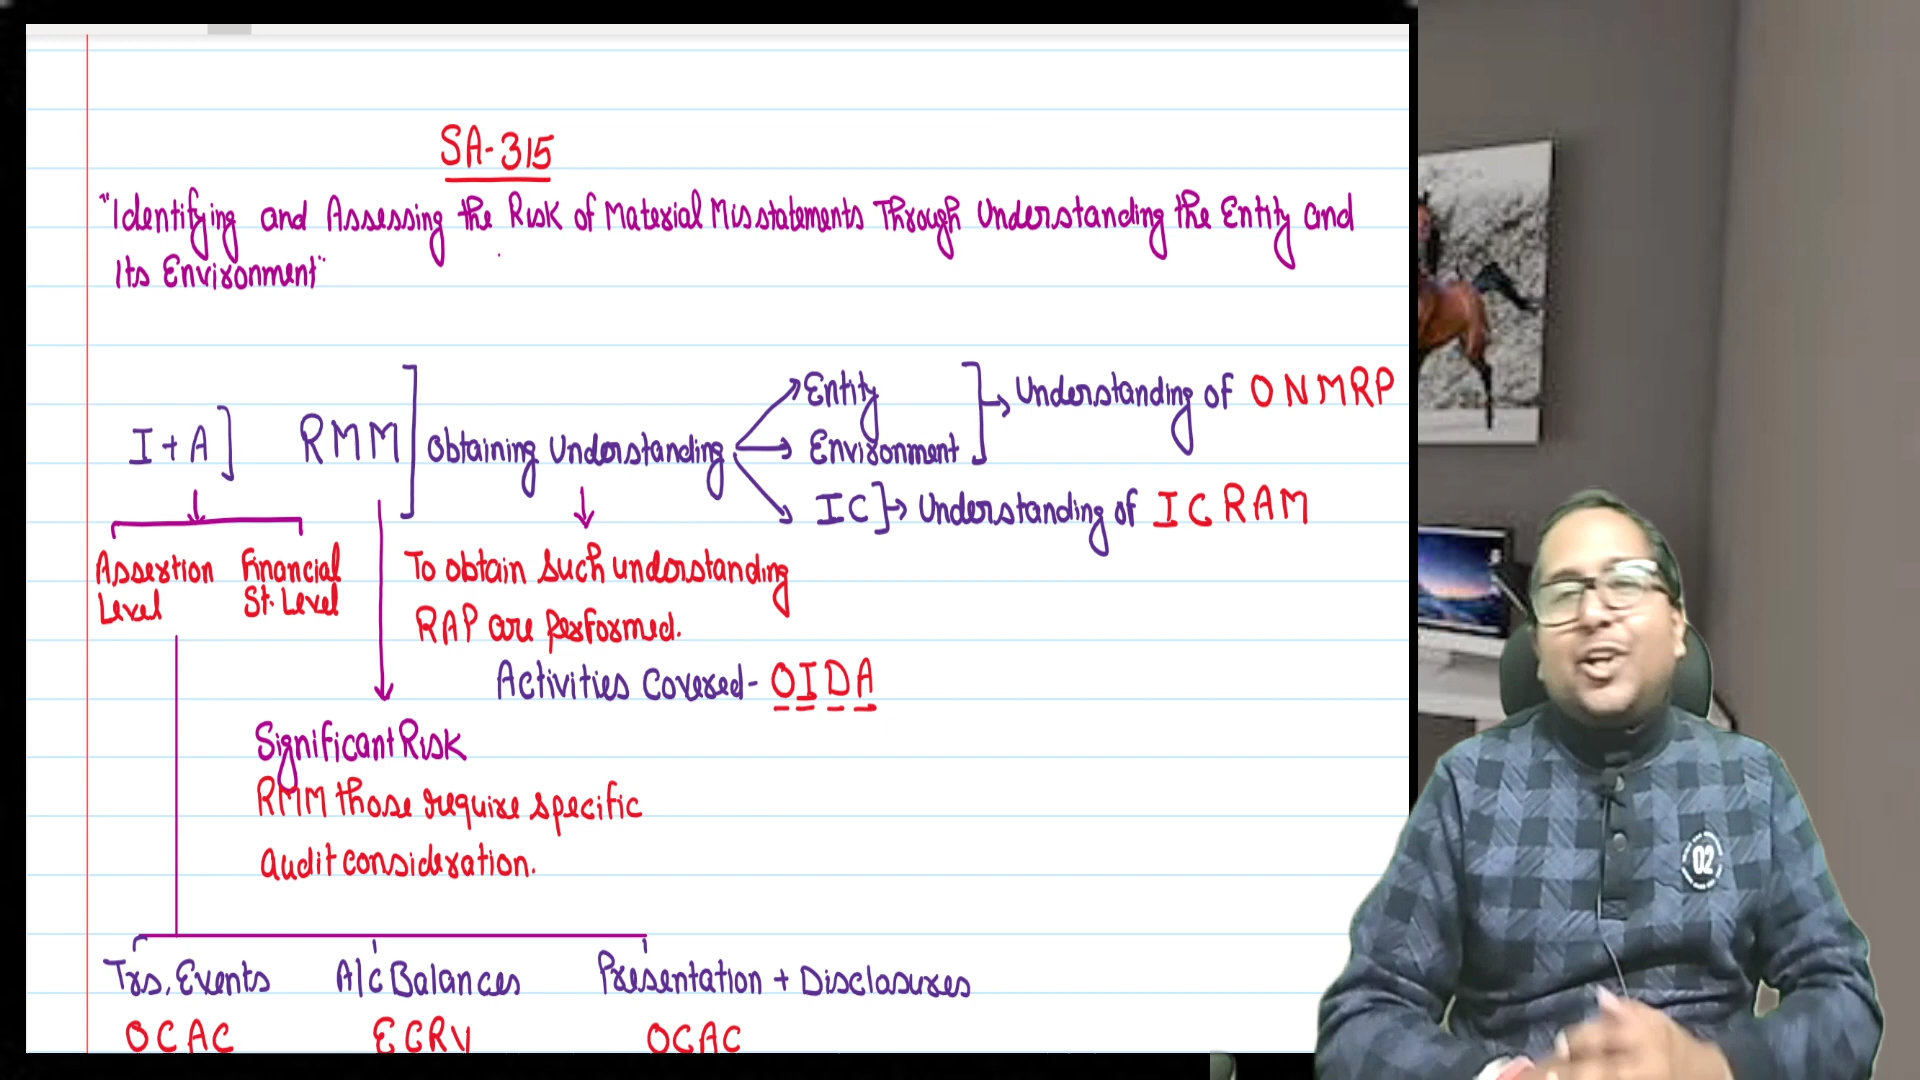 SA-315
"Identifying and Assessing the Risk of Material Misstatements Through Understanding the Entity and
Its Environment"
I + A] RMM] Obtaining Understanding
Entity
Environment
] → Understanding of ONMRP
IC} → Understanding of ICRAM
Assertion Level
Financial St. Level
To obtain such understanding
RAP are performed.
Activities Covered - OIDA
Significant Risk
RMM those require specific
audit consideration.
Trs, Events A/c Balances Presentation + Disclosures
OCAC ECRV OCAC
02